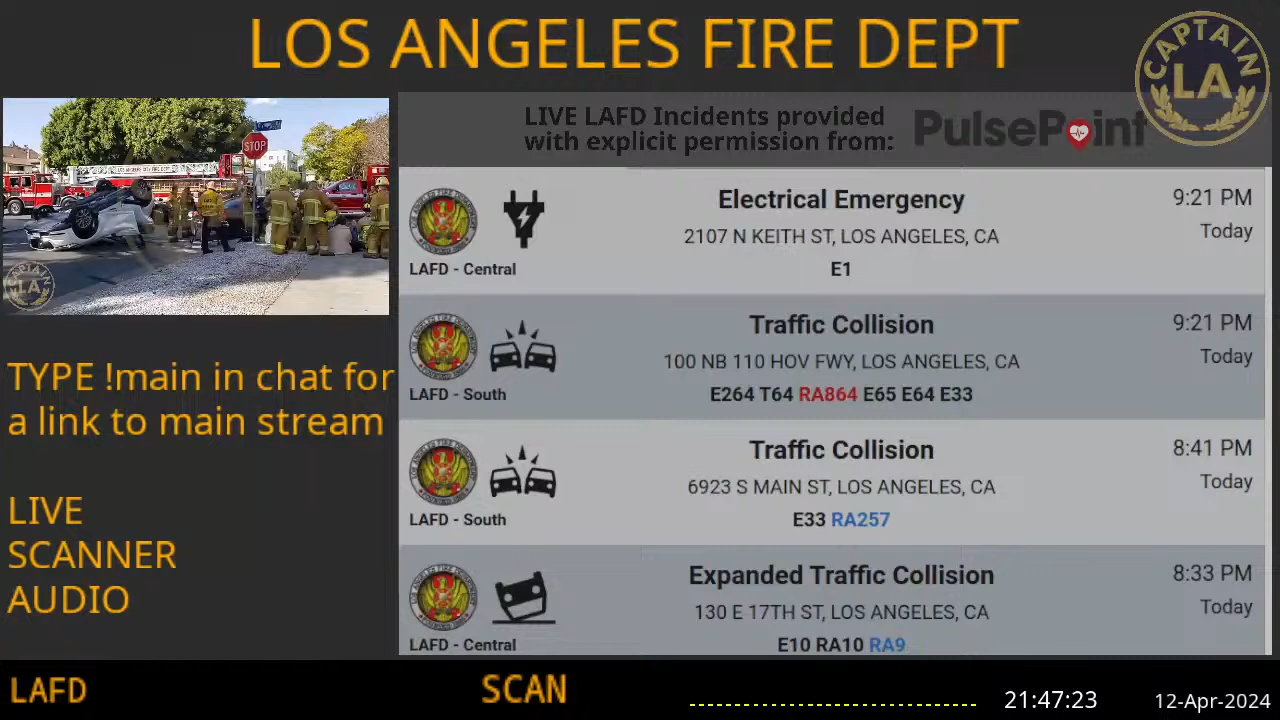 LOS ANGELES FIRE DEPT
CAPTAIN
LA
LIVE LAFD Incidents provided
with explicit permission from:
PulsePoint
STOP
CAPTAIN
LA
TYPE !main in chat for
a link to main stream
LIVE
SCANNER
AUDIO
Electrical Emergency
9:21 PM
2107 N KEITH ST, LOS ANGELES, CA
Today
LAFD - Central
E1
Traffic Collision
9:21 PM
100 NB 110 HOV FWY, LOS ANGELES, CA
Today
LAFD - South
E264 T64 RA864 E65 E64 E33
Traffic Collision
8:41 PM
6923 S MAIN ST, LOS ANGELES, CA
Today
LAFD - South
E33 RA257
Expanded Traffic Collision
8:33 PM
130 E 17TH ST, LOS ANGELES, CA
Today
LAFD - Central
E10 RA10 RA9
LAFD
SCAN
21:47:23
12-Apr-2024